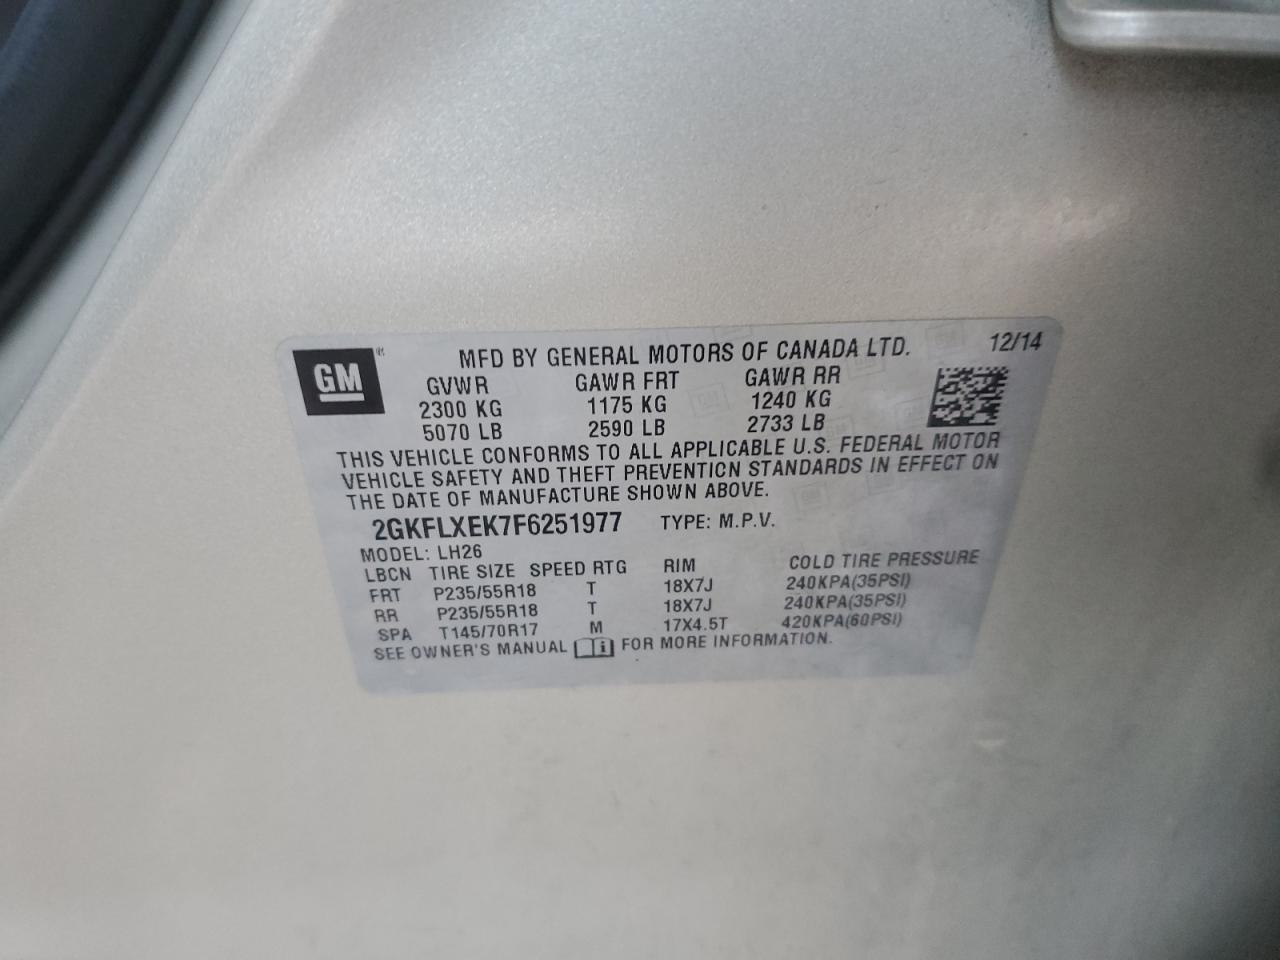 GM
MFD BY GENERAL MOTORS OF CANADA LTD. 12/14
GVWR GAWR FRT GAWR RR
2300 KG 1175 KG 1240 KG
5070 LB 2590 LB 2733 LB
THIS VEHICLE CONFORMS TO ALL APPLICABLE U.S. FEDERAL MOTOR
VEHICLE SAFETY AND THEFT PREVENTION STANDARDS IN EFFECT ON
THE DATE OF MANUFACTURE SHOWN ABOVE.
2GKFLXEK7F6251977 TYPE: M.P.V.
MODEL: LH26
LBCN TIRE SIZE SPEED RTG RIM COLD TIRE PRESSURE
FRT P235/55R18 T 18X7J 240KPA(35PSI)
RR P235/55R18 T 18X7J 240KPA(35PSI)
SPA T145/70R17 M 17X4.5T 420KPA(60PSI)
SEE OWNER'S MANUAL FOR MORE INFORMATION.